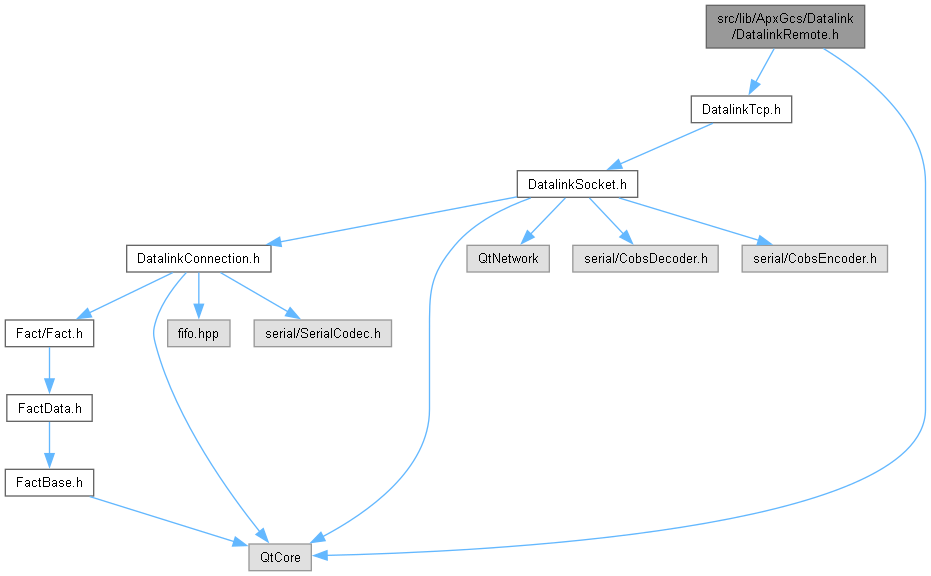 src/lib/ApxGcs/Datalink
/DatalinkRemote.h
DatalinkTcp.h
DatalinkSocket.h
DatalinkConnection.h
QtNetwork
serial/CobsDecoder.h
serial/CobsEncoder.h
Fact/Fact.h
fifo.hpp
serial/SerialCodec.h
FactData.h
FactBase.h
QtCore